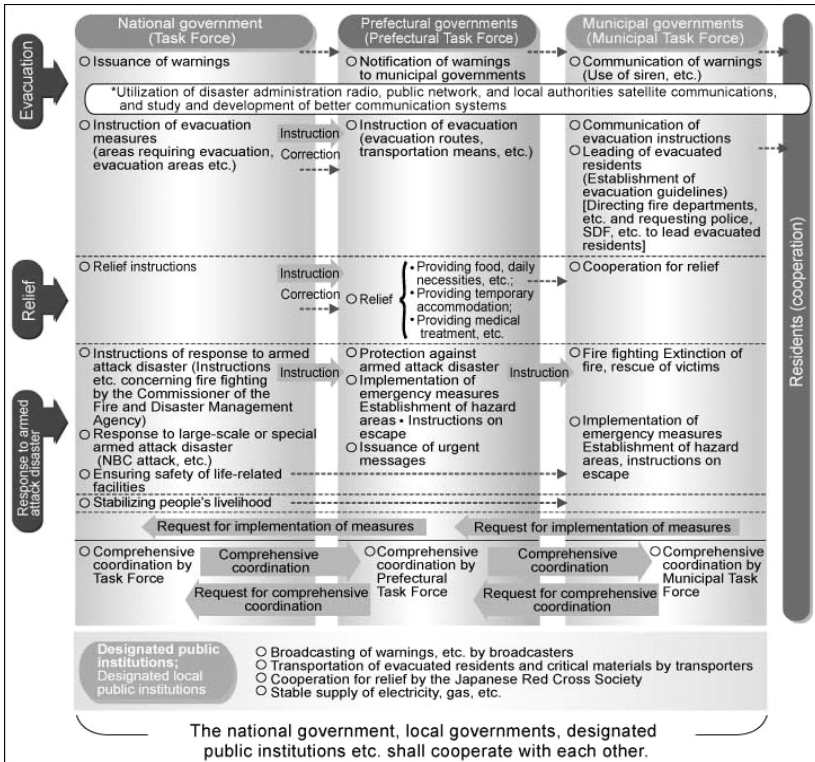 National government
(Task Force)
Prefectural governments
(Prefectural Task Force)
Municipal governments
(Municipal Task Force)
Evacuation
Issuance of warnings
Notification of warnings
to municipal governments
Communication of warnings
(Use of siren, etc.)
*Utilization of disaster administration radio, public network, and local authorities satellite communications,
and study and development of better communication systems
Instruction of evacuation
measures
(areas requiring evacuation,
evacuation areas etc.)
Instruction
Correction
Instruction of evacuation
(evacuation routes,
transportation means, etc.)
Communication of
evacuation instructions
Leading of evacuated
residents
(Establishment of
evacuation guidelines)
[Directing fire departments,
etc. and requesting police,
SDF, etc. to lead evacuated
residents]
Relief
Relief instructions
Instruction
Correction
Relief
• Providing food, daily
necessities, etc.;
• Providing temporary
accommodation;
• Providing medical
treatment, etc.
Cooperation for relief
Response to armed
attack disaster
Instructions of response to armed
attack disaster (Instructions
etc. concerning fire fighting
by the Commissioner of the
Fire and Disaster Management
Agency)
Response to large-scale or special
armed attack disaster
(NBC attack, etc.)
Ensuring safety of life-related
facilities
Stabilizing people's livelihood
Instruction
Protection against
armed attack disaster
Implementation of
emergency measures
Establishment of hazard
areas • Instructions on
escape
Issuance of urgent
messages
Instruction
Fire fighting Extinction of
fire, rescue of victims
Implementation of
emergency measures
Establishment of hazard
areas, instructions on
escape
Request for implementation of measures
Request for implementation of measures
Comprehensive
coordination by
Task Force
Comprehensive
coordination
Request for comprehensive
coordination
Comprehensive
coordination by
Prefectural
Task Force
Comprehensive
coordination
Request for comprehensive
coordination
Comprehensive
coordination by
Municipal Task
Force
Residents (cooperation)
Designated public
institutions;
Designated local
public institutions
Broadcasting of warnings, etc. by broadcasters
Transportation of evacuated residents and critical materials by transporters
Cooperation for relief by the Japanese Red Cross Society
Stable supply of electricity, gas, etc.
The national government, local governments, designated
public institutions etc. shall cooperate with each other.